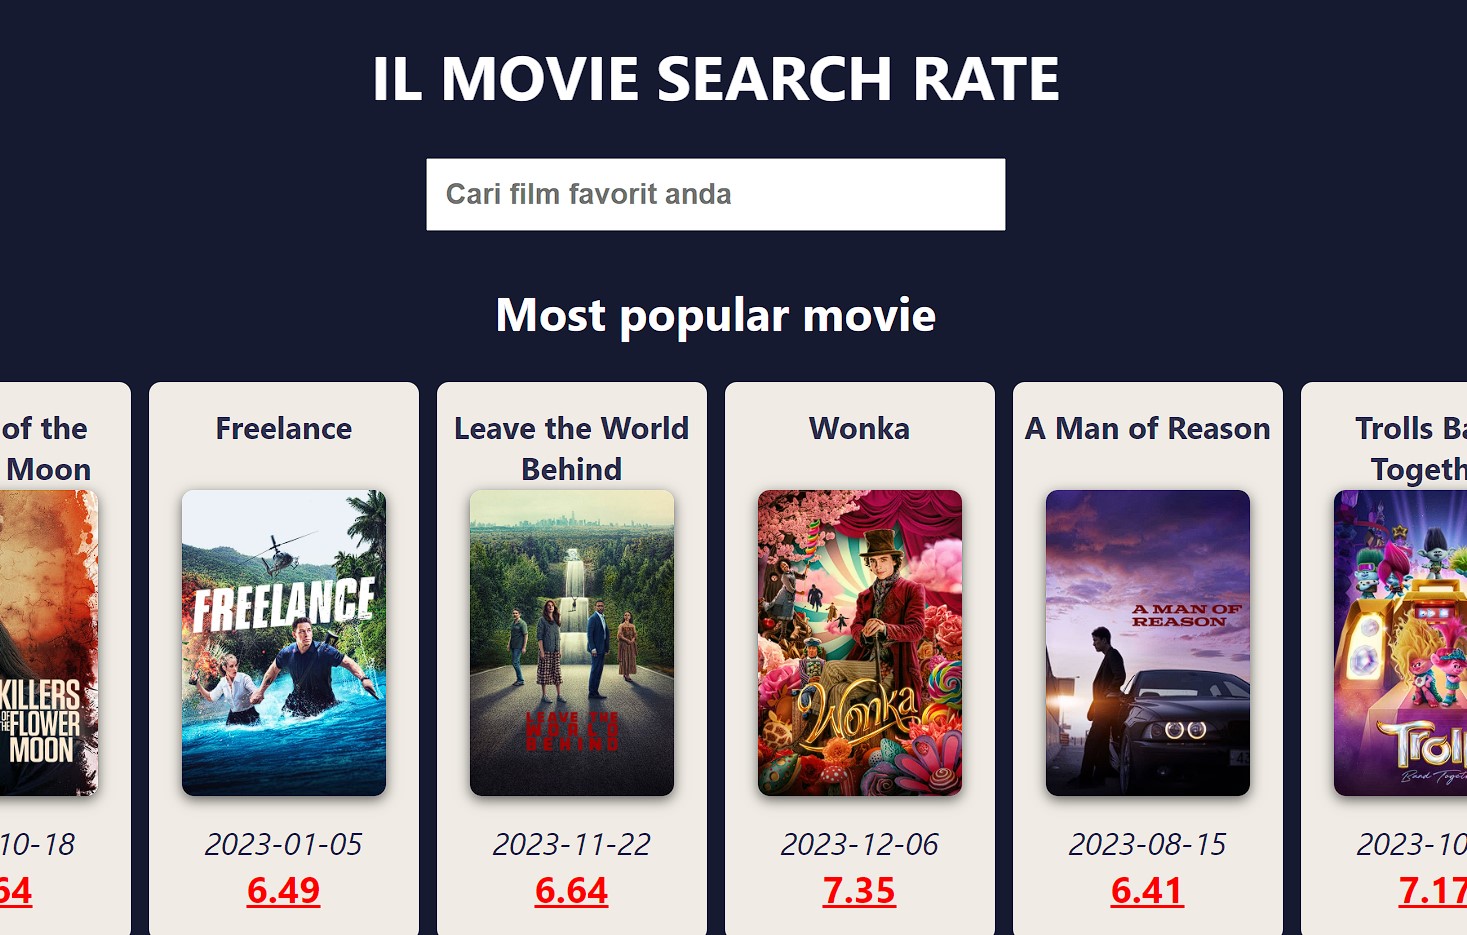 IL MOVIE SEARCH RATE
Cari film favorit anda
Most popular movie
of the
Moon
KILLERS
OF THE FLOWER
MOON
10-18
64
Freelance
FREELANCE
2023-01-05
6.49
Leave the World
Behind
LEAVE THE
WORLD
BEHIND
2023-11-22
6.64
Wonka
Wonka
2023-12-06
7.35
A Man of Reason
A MAN OF
REASON
2023-08-15
6.41
Trolls Ba
Togeth
Trol
Band Toget
2023-10
7.17